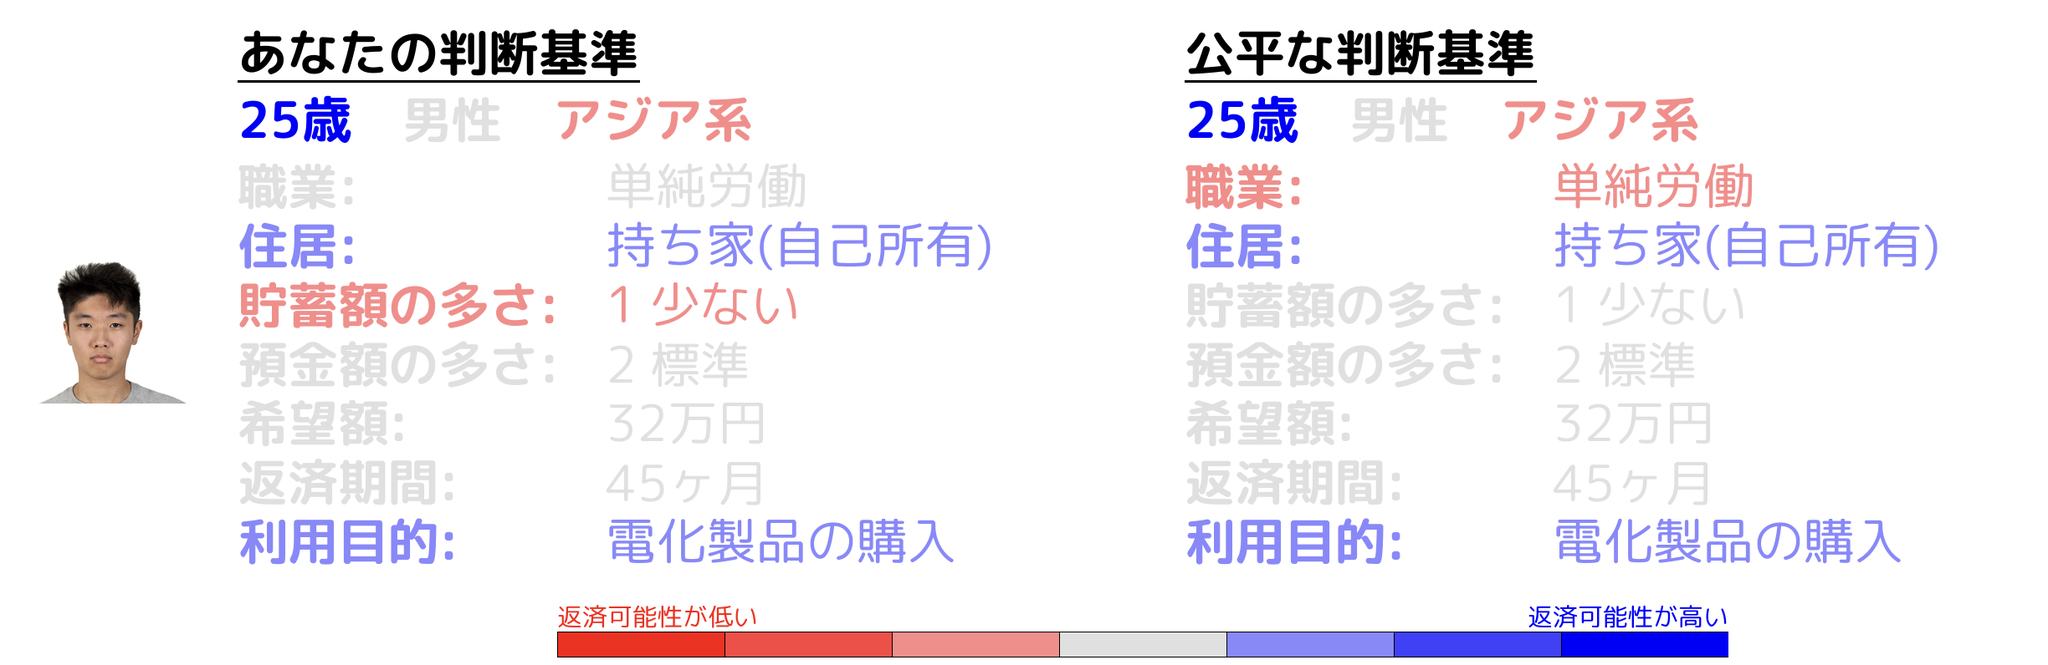 あなたの判断基準
25歳 男性 アジア系
職業: 単純労働
住居: 持ち家(自己所有)
貯蓄額の多さ: 1 少ない
預金額の多さ: 2 標準
希望額: 32万円
返済期間: 45ヶ月
利用目的: 電化製品の購入
公平な判断基準
25歳 男性 アジア系
職業: 単純労働
住居: 持ち家(自己所有)
貯蓄額の多さ: 1 少ない
預金額の多さ: 2 標準
希望額: 32万円
返済期間: 45ヶ月
利用目的: 電化製品の購入
返済可能性が低い
返済可能性が高い